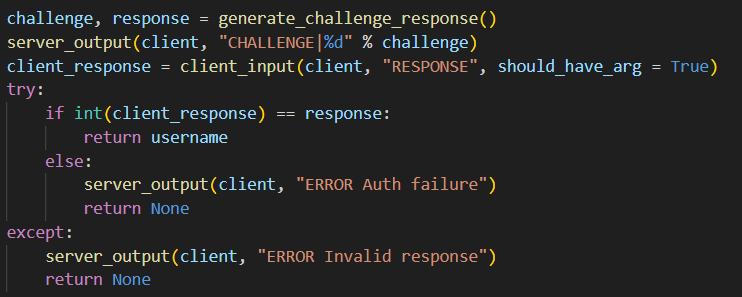 challenge, response = generate_challenge_response()
server_output(client, "CHALLENGE|%d" % challenge)
client_response = client_input(client, "RESPONSE", should_have_arg = True)
try:
    if int(client_response) == response:
        return username
    else:
        server_output(client, "ERROR Auth failure")
        return None
except:
    server_output(client, "ERROR Invalid response")
    return None